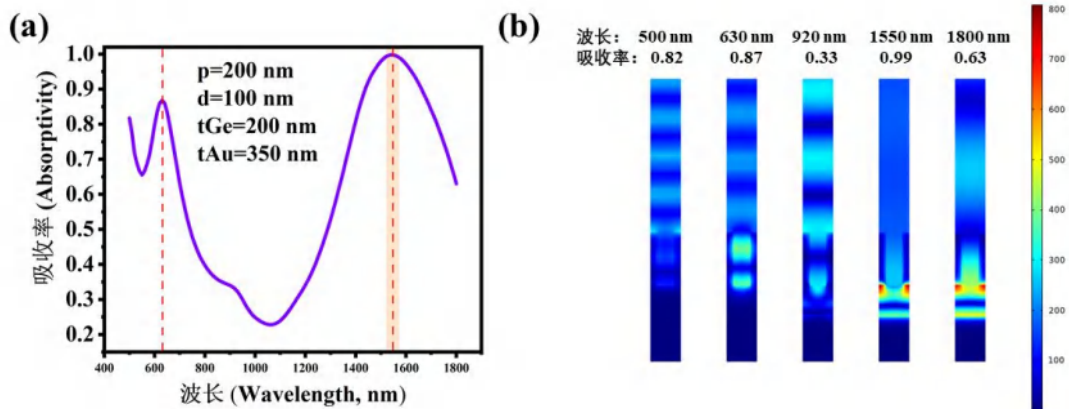 (a)
p=200 nm
d=100 nm
tGe=200 nm
tAu=350 nm
1.0
0.9
0.8
0.7
0.6
0.5
0.4
0.3
0.2
吸收率 (Absorptivity)
400 600 800 1000 1200 1400 1600 1800
波长 (Wavelength, nm)
(b)
波长: 500 nm 630 nm 920 nm 1550 nm 1800 nm
吸收率: 0.82 0.87 0.33 0.99 0.63
800
700
600
500
400
300
200
100